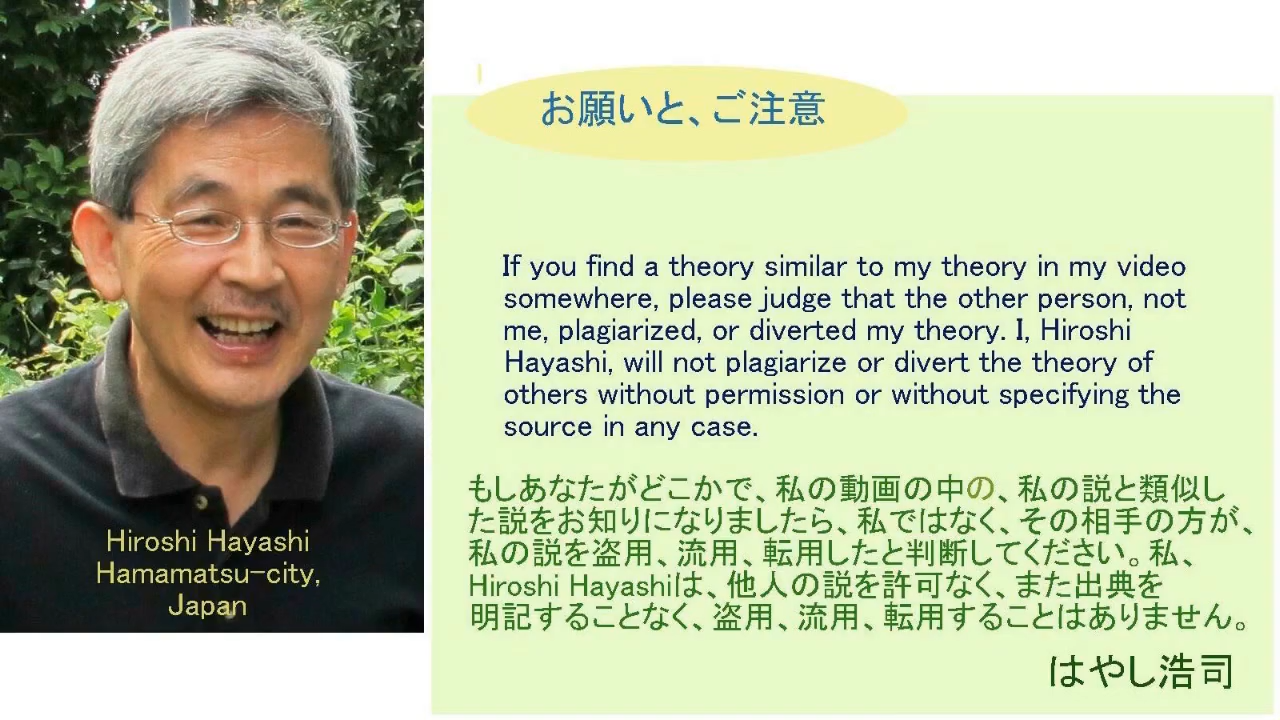 お願いと、ご注意
If you find a theory similar to my theory in my video
somewhere, please judge that the other person, not
me, plagiarized, or diverted my theory. I, Hiroshi
Hayashi, will not plagiarize or divert the theory of
others without permission or without specifying the
source in any case.
もしあなたがどこかで、私の動画の中の、私の説と類似し
た説をお知りになりましたら、私ではなく、その相手の方が、
私の説を盗用、流用、転用したと判断してください。私、
Hiroshi Hayashiは、他人の説を許可なく、また出典を
明記することなく、盗用、流用、転用することはありません。
はやし浩司
Hiroshi Hayashi
Hamamatsu-city,
Japan